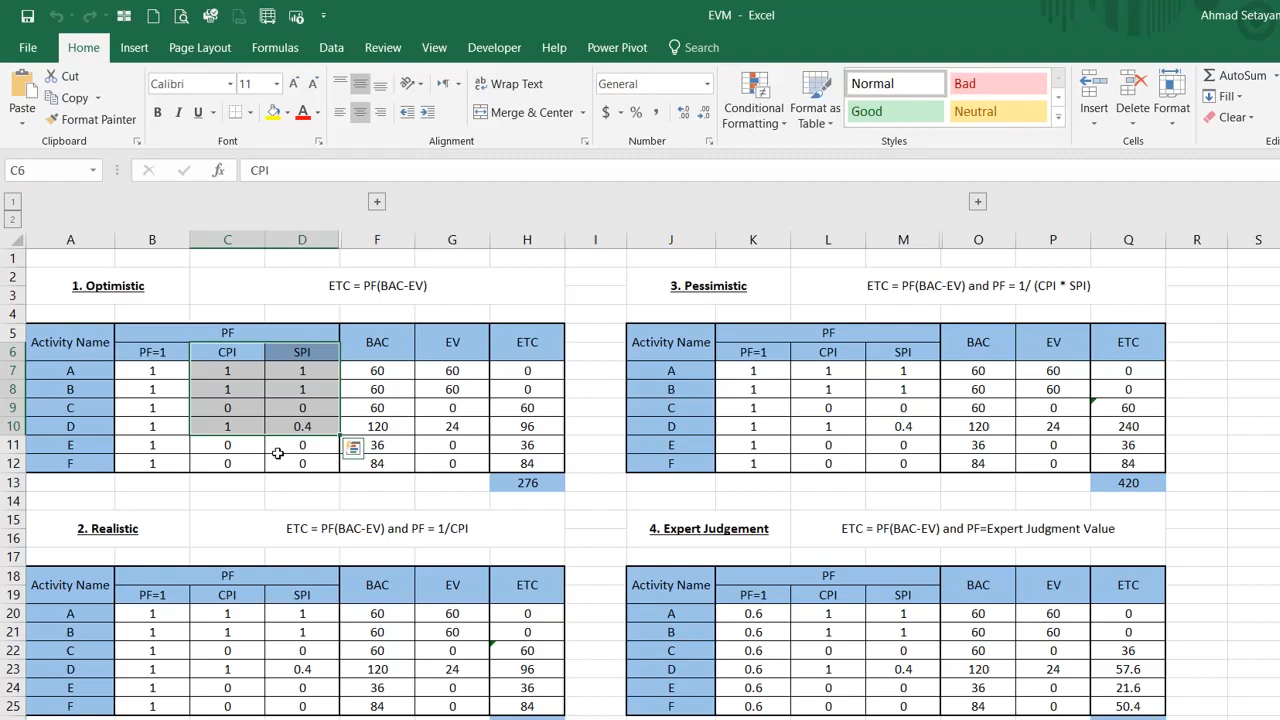 EVM - Excel
Ahmad Setayan
File Home Insert Page Layout Formulas Data Review View Developer Help Power Pivot Search
Paste
Cut
Copy
Format Painter
Clipboard
Calibri 11
B I U
Font
Wrap Text
Merge & Center
Alignment
General
$ %
Number
Conditional Formatting
Format as Table
Normal Bad
Good Neutral
Styles
Insert Delete Format
Cells
AutoSum
Fill
Clear
Edi
C6 fx CPI
1
2
A B C D F G H I J K L M O P Q R S
1
2
3
1. Optimistic ETC = PF(BAC-EV) 3. Pessimistic ETC = PF(BAC-EV) and PF = 1/ (CPI * SPI)
4
5 Activity Name PF BAC EV ETC Activity Name PF BAC EV ETC
6 PF=1 CPI SPI PF=1 CPI SPI
7 A 1 1 1 60 60 0 A 1 1 1 60 60 0
8 B 1 1 1 60 60 0 B 1 1 1 60 60 0
9 C 1 0 0 60 0 60 C 1 0 0 60 0 60
10 D 1 1 0.4 120 24 96 D 1 1 0.4 120 24 240
11 E 1 0 0 36 0 36 E 1 0 0 36 0 36
12 F 1 0 0 84 0 84 F 1 0 0 84 0 84
13 276 420
14
15
16
2. Realistic ETC = PF(BAC-EV) and PF = 1/CPI 4. Expert Judgement ETC = PF(BAC-EV) and PF=Expert Judgment Value
17
18 Activity Name PF BAC EV ETC Activity Name PF BAC EV ETC
19 PF=1 CPI SPI PF=1 CPI SPI
20 A 1 1 1 60 60 0 A 0.6 1 1 60 60 0
21 B 1 1 1 60 60 0 B 0.6 1 1 60 60 0
22 C 1 0 0 60 0 60 C 0.6 0 0 60 0 36
23 D 1 1 0.4 120 24 96 D 0.6 1 0.4 120 24 57.6
24 E 1 0 0 36 0 36 E 0.6 0 0 36 0 21.6
25 F 1 0 0 84 0 84 F 0.6 0 0 84 0 50.4